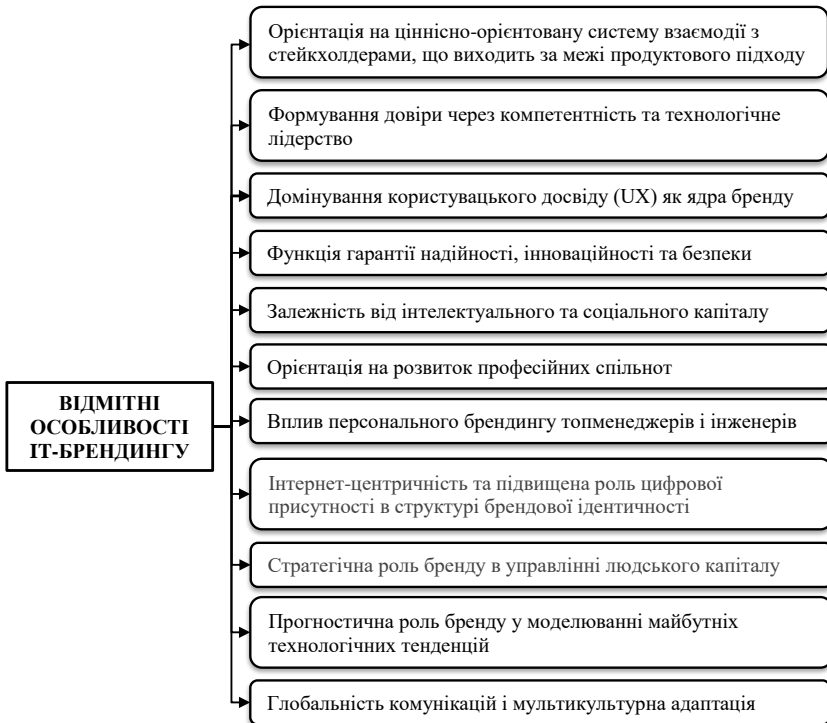 Орієнтація на ціннісно-орієнтовану систему взаємодії з
стейкхолдерами, що виходить за межі продуктового підходу
Формування довіри через компетентність та технологічне
лідерство
Домінування користувацького досвіду (UX) як ядра бренду
Функція гарантії надійності, інноваційності та безпеки
Залежність від інтелектуального та соціального капіталу
Орієнтація на розвиток професійних спільнот
ВІДМІТНІ
ОСОБЛИВОСТІ
ІТ-БРЕНДИНГУ
Вплив персонального брендингу топменеджерів і інженерів
Інтернет-центричність та підвищена роль цифрової
присутності в структурі брендової ідентичності
Стратегічна роль бренду в управлінні людського капіталу
Прогностична роль бренду у моделюванні майбутніх
технологічних тенденцій
Глобальність комунікацій і мультикультурна адаптація